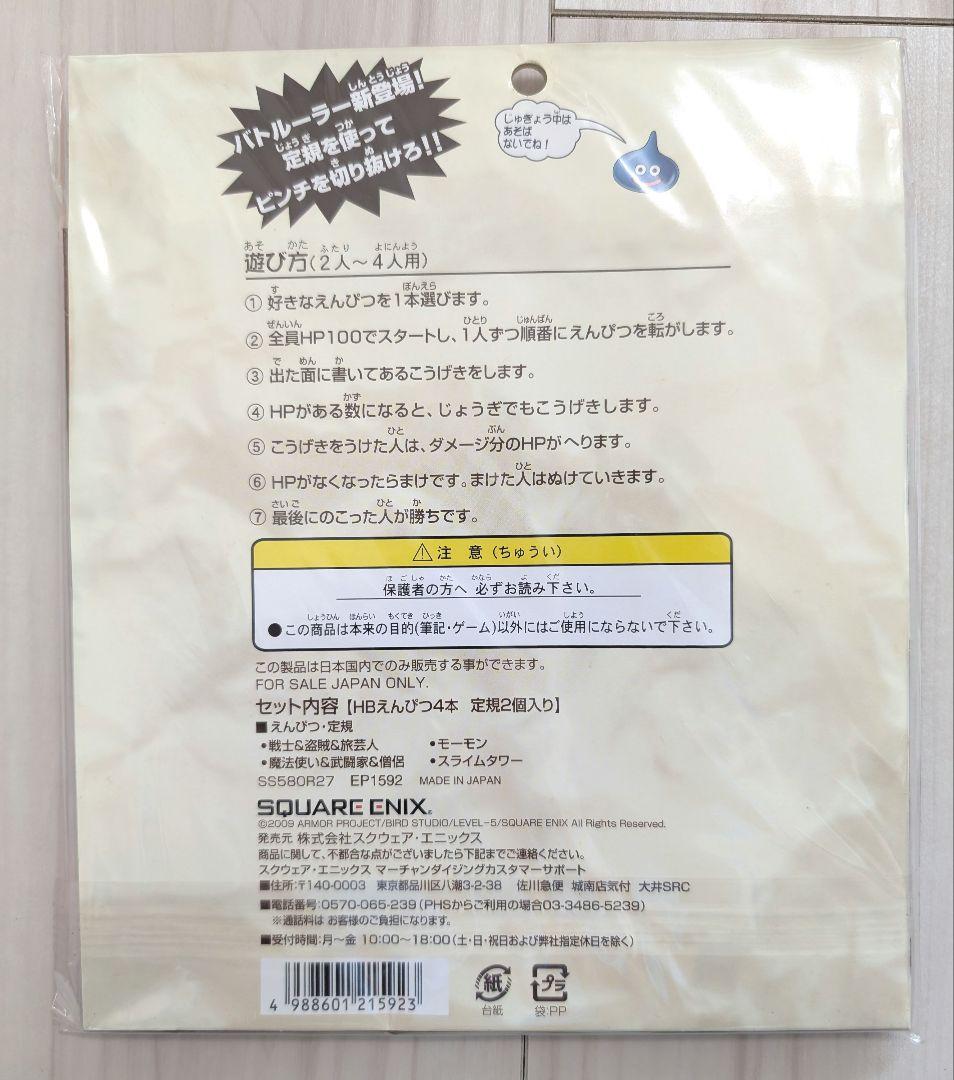 バトルーラー新登場!
定規を使って
ピンチを切り抜けろ!!
じゅぎょう中は
あそば
ないでね!
遊び方(2人～4人用)
① 好きなえんぴつを1本選びます。
② 全員HP100でスタートし、1人ずつ順番にえんぴつを転がします。
③ 出た面に書いてあるこうげきをします。
④ HPがある数になると、じょうぎでもこうげきします。
⑤ こうげきをうけた人は、ダメージ分のHPがへります。
⑥ HPがなくなったらまけです。まけた人はぬけていきます。
⑦ 最後にのこった人が勝ちです。
⚠注 意(ちゅうい)
保護者の方へ 必ずお読み下さい。
●この商品は本来の目的(筆記・ゲーム)以外にはご使用にならないで下さい。
この製品は日本国内でのみ販売する事ができます。
FOR SALE JAPAN ONLY.
セット内容【HBえんぴつ4本 定規2個入り】
■えんぴつ・定規
・戦士&盗賊&旅芸人 ・モーモン
・魔法使い&武闘家&僧侶 ・スライムタワー
SS580R27 EP1592 MADE IN JAPAN
SQUARE ENIX.
©2009 ARMOR PROJECT/BIRD STUDIO/LEVEL-5/SQUARE ENIX All Rights Reserved.
発売元 株式会社スクウェア・エニックス
商品に関して、不都合な点がございましたら下記までご連絡ください。
スクウェア・エニックス マーチャンダイジングカスタマーサポート
■住所:〒140-0003 東京都品川区八潮3-2-38 佐川急便 城南店気付 大井SRC
■電話番号:0570-065-239(PHSからご利用の場合03-3486-5239)
※通話料は お客様のご負担になります。
■受付時間:月～金 10:00～18:00(土・日・祝日および弊社指定休日を除く)
4 988601 215923
紙
台紙
プラ
袋:PP